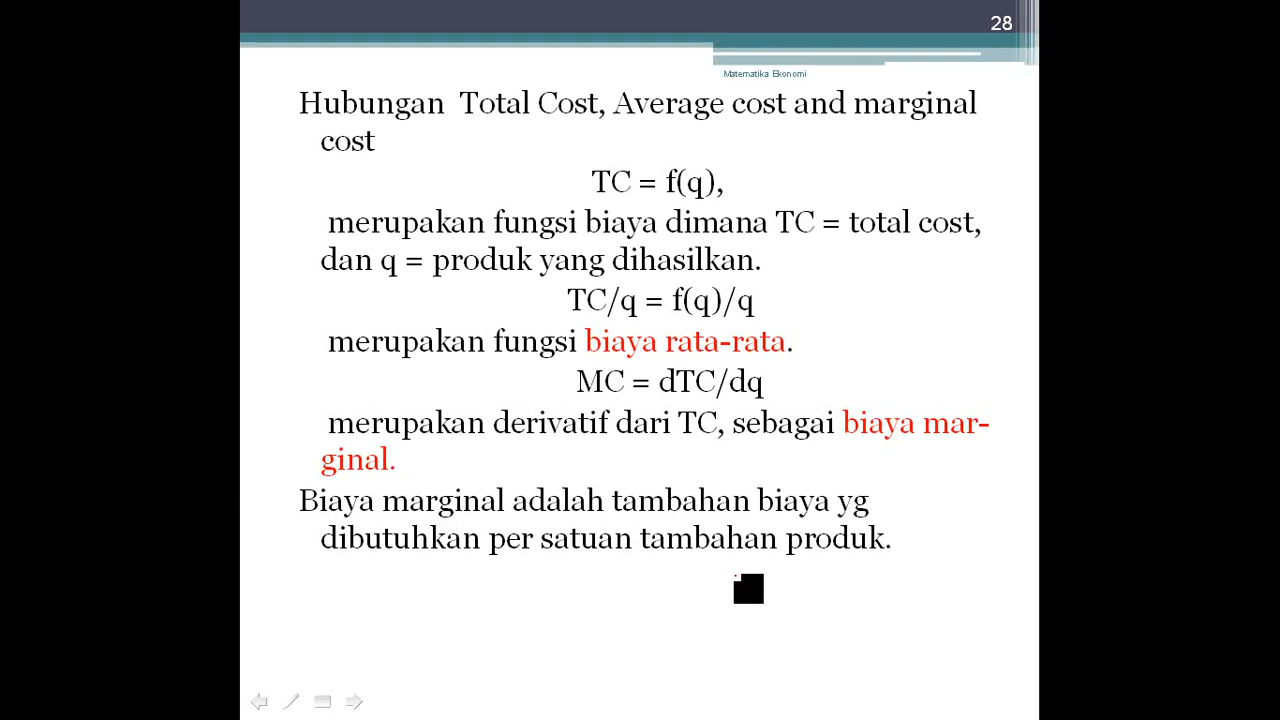 28
Matematika Ekonomi
Hubungan Total Cost, Average cost and marginal
cost
TC = f(q),
merupakan fungsi biaya dimana TC = total cost,
dan q = produk yang dihasilkan.
TC/q = f(q)/q
merupakan fungsi biaya rata-rata.
MC = dTC/dq
merupakan derivatif dari TC, sebagai biaya mar-
ginal.
Biaya marginal adalah tambahan biaya yg
dibutuhkan per satuan tambahan produk.